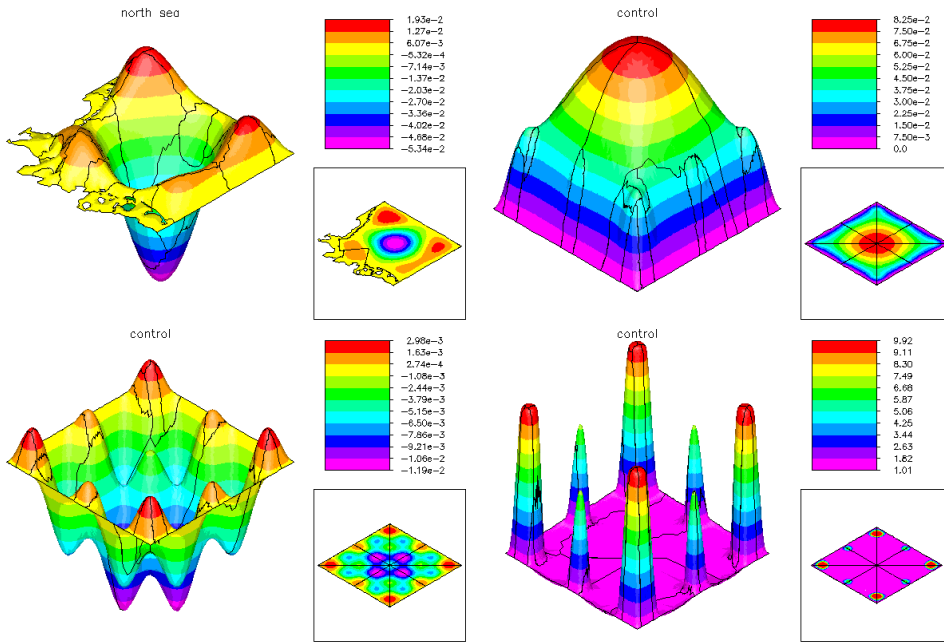 north sea
1.93e-2
1.27e-2
6.07e-3
-5.32e-4
-7.14e-3
-1.37e-2
-2.03e-2
-2.70e-2
-3.36e-2
-4.02e-2
-4.68e-2
-5.34e-2
control
8.25e-2
7.50e-2
6.75e-2
6.00e-2
5.25e-2
4.50e-2
3.75e-2
3.00e-2
2.25e-2
1.50e-2
7.50e-3
0.0
control
2.98e-3
1.63e-3
2.74e-4
-1.08e-3
-2.44e-3
-3.79e-3
-5.15e-3
-6.50e-3
-7.86e-3
-9.21e-3
-1.06e-2
-1.19e-2
control
9.92
9.11
8.30
7.49
6.68
5.87
5.06
4.25
3.44
2.63
1.82
1.01